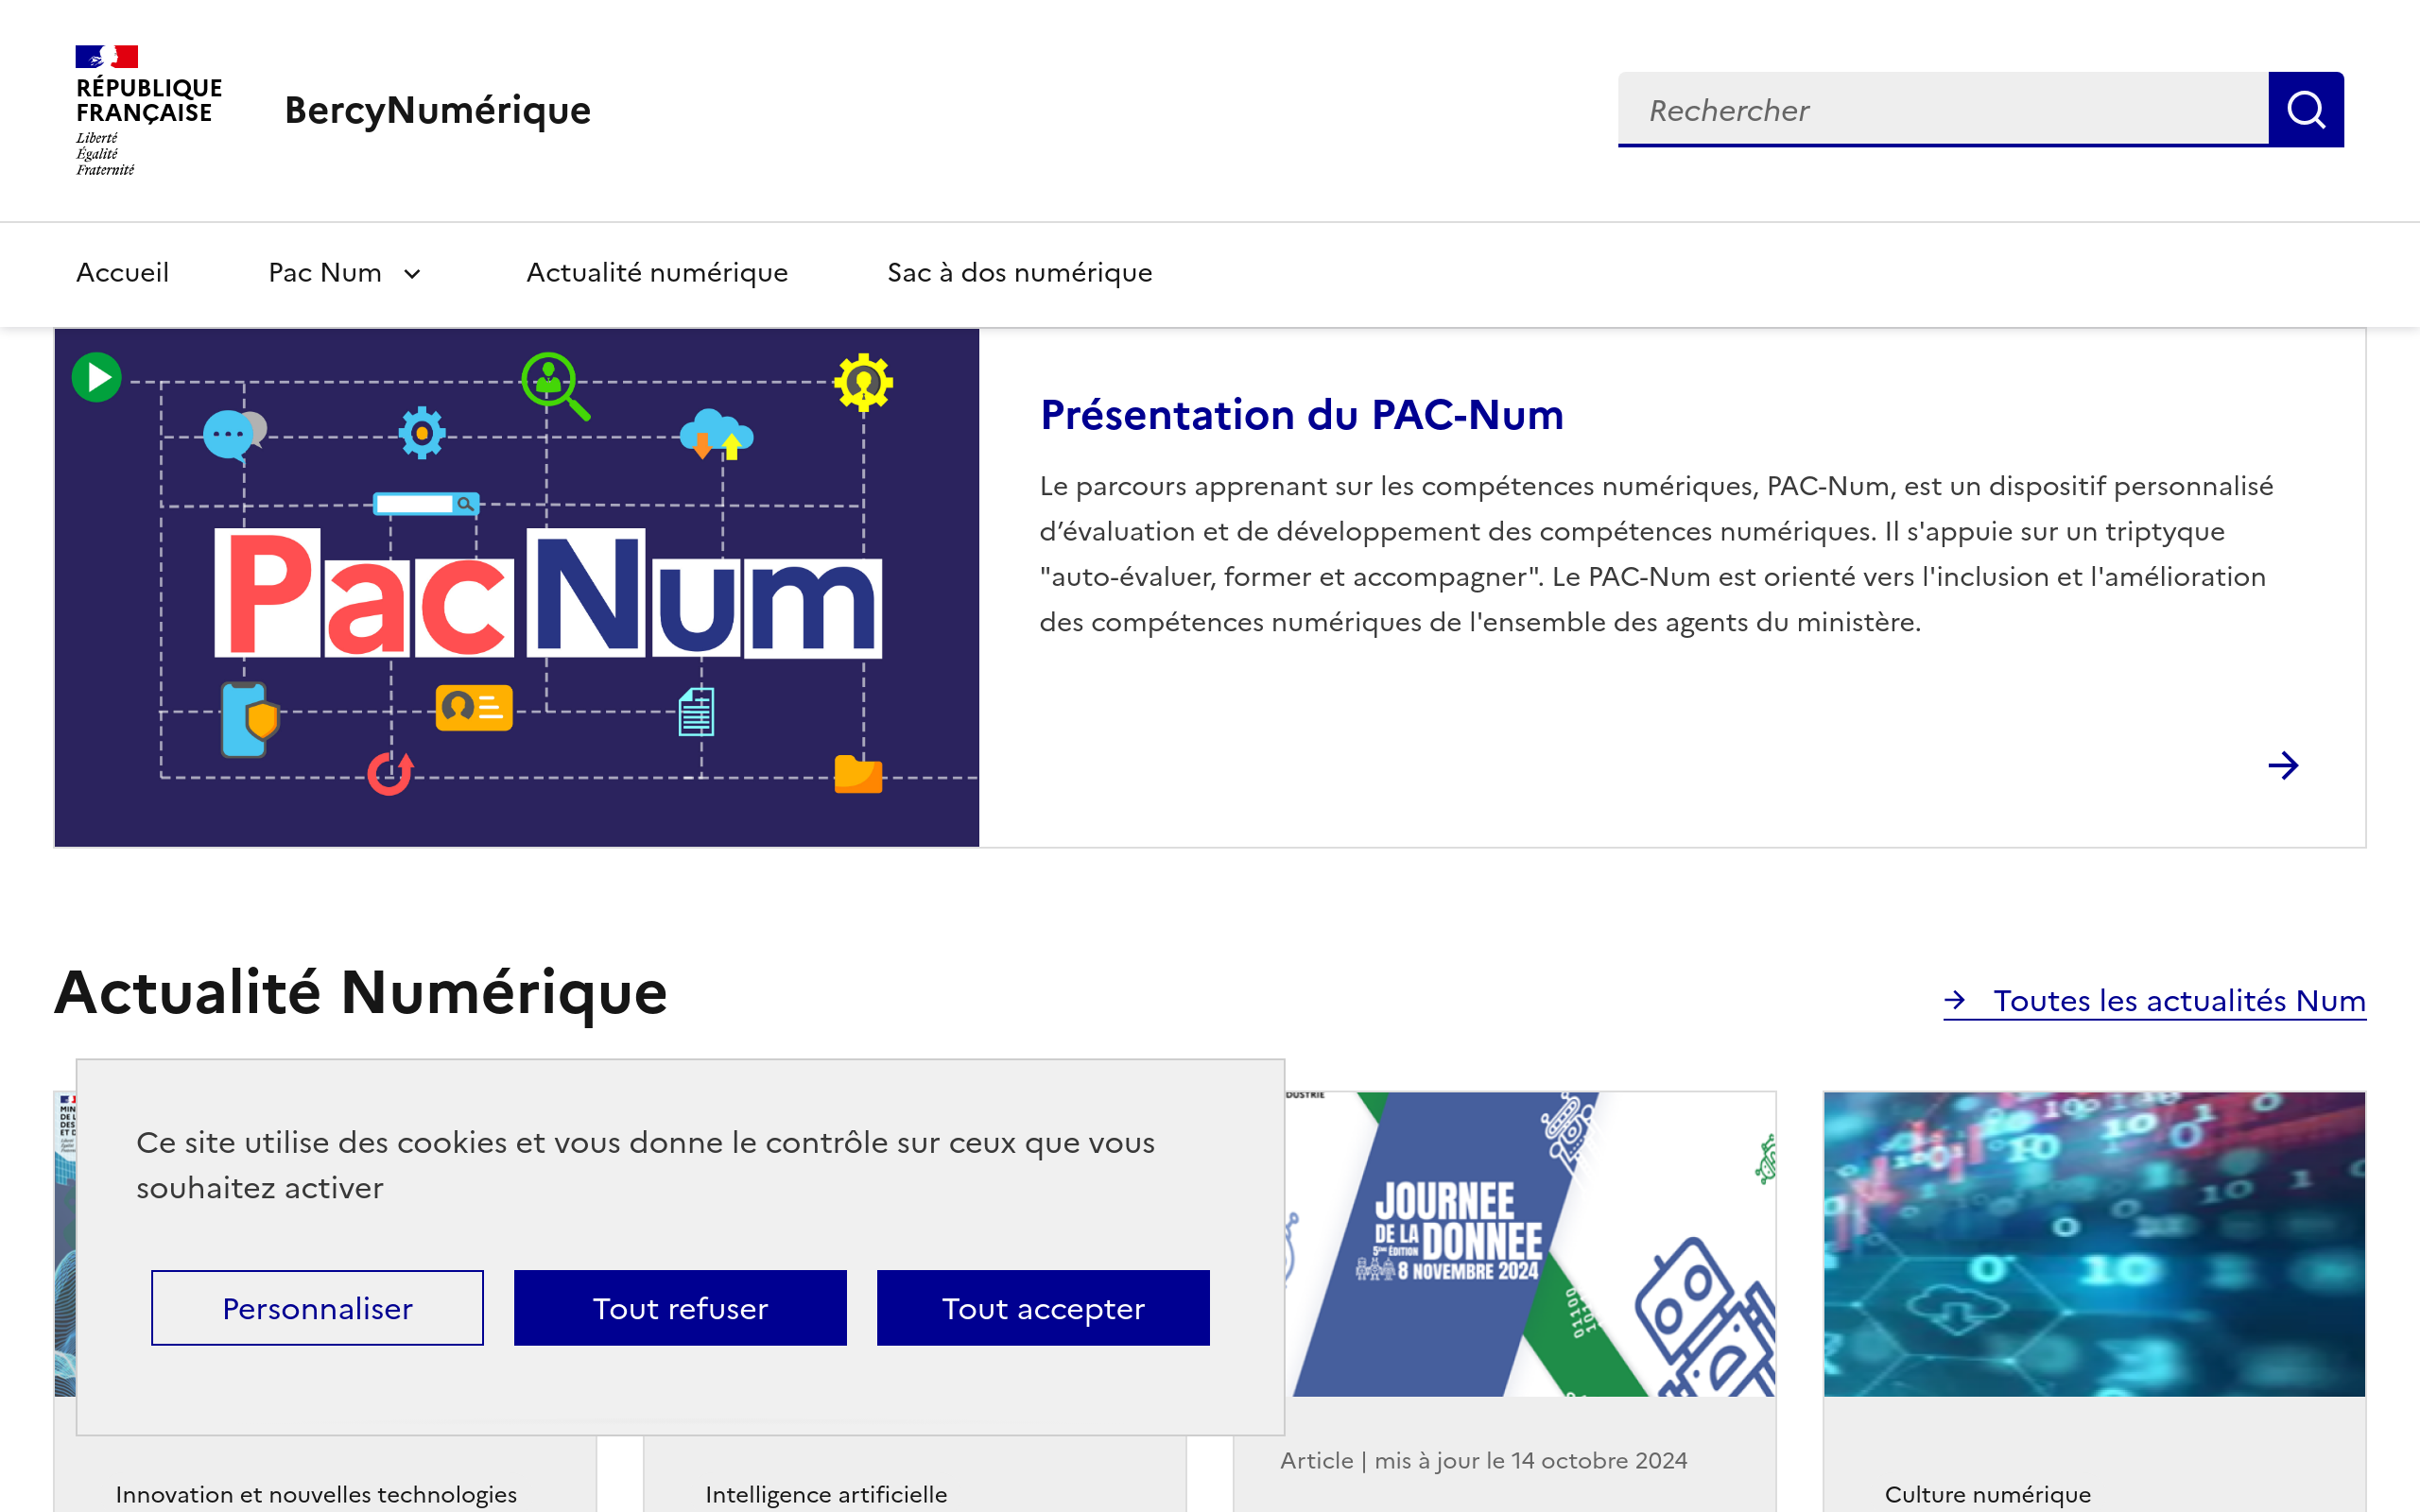 RÉPUBLIQUE
FRANÇAISE
Liberté
Égalité
Fraternité
BercyNumérique
Rechercher
Accueil
Pac Num
Actualité numérique
Sac à dos numérique
Pac Num
Présentation du PAC-Num
Le parcours apprenant sur les compétences numériques, PAC-Num, est un dispositif personnalisé
d’évaluation et de développement des compétences numériques. Il s'appuie sur un triptyque
"auto-évaluer, former et accompagner". Le PAC-Num est orienté vers l'inclusion et l'amélioration
des compétences numériques de l'ensemble des agents du ministère.
Actualité Numérique
Toutes les actualités Num
Ce site utilise des cookies et vous donne le contrôle sur ceux que vous
souhaitez activer
Personnaliser
Tout refuser
Tout accepter
JOURNEE
DE LA DONNEE
5ème ÉDITION
8 NOVEMBRE 2024
Article | mis à jour le 14 octobre 2024
Innovation et nouvelles technologies
Intelligence artificielle
Culture numérique